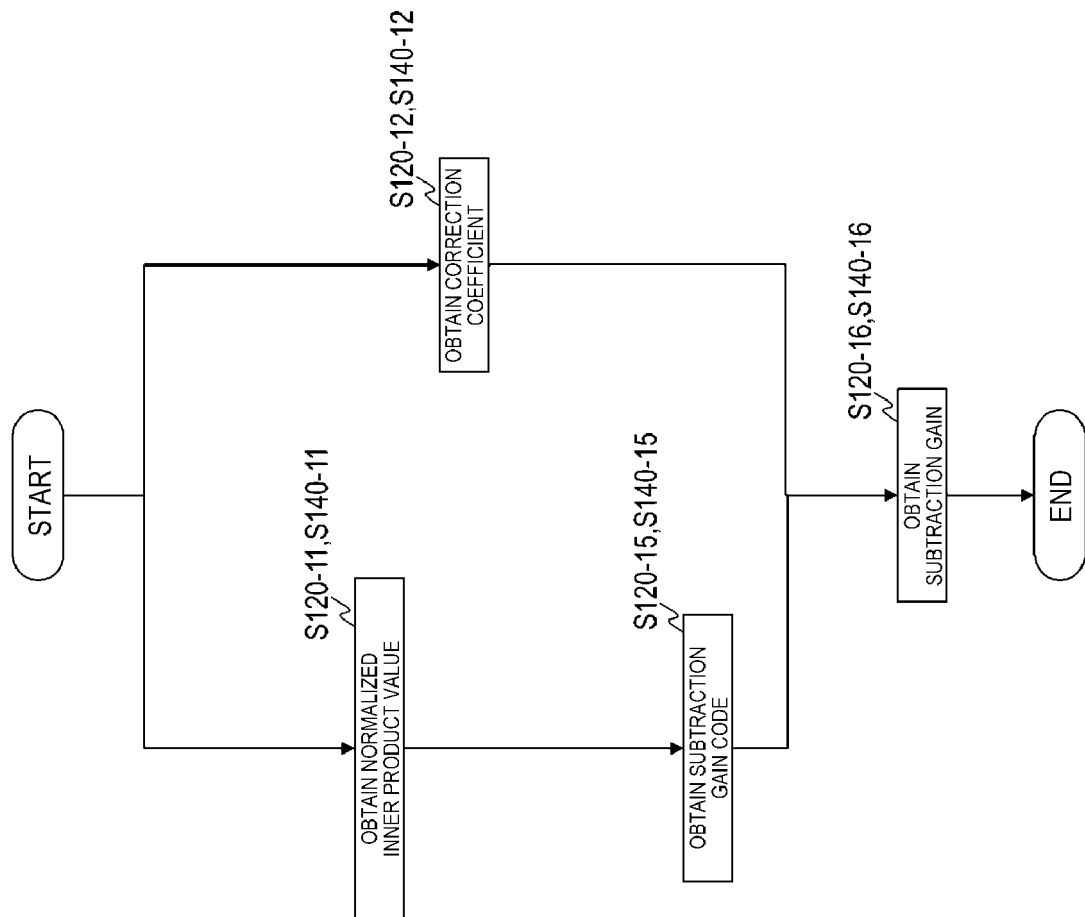 START
S120-11,S140-11
OBTAIN NORMALIZED
INNER PRODUCT VALUE
S120-12,S140-12
OBTAIN CORRECTION
COEFFICIENT
S120-15,S140-15
OBTAIN SUBTRACTION
GAIN CODE
S120-16,S140-16
OBTAIN
SUBTRACTION GAIN
END